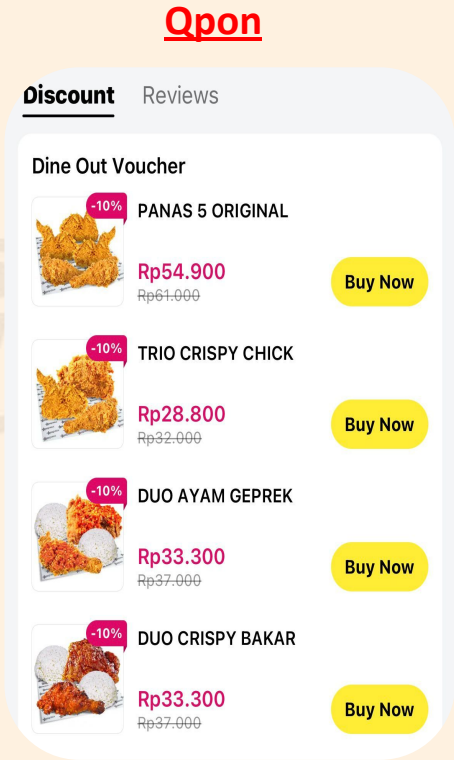 Qpon
Discount Reviews
Dine Out Voucher
-10%
PANAS 5 ORIGINAL
Rp54.900
Rp61.000
Buy Now
-10%
TRIO CRISPY CHICK
Rp28.800
Rp32.000
Buy Now
-10%
DUO AYAM GEPREK
Rp33.300
Rp37.000
Buy Now
-10%
DUO CRISPY BAKAR
Rp33.300
Rp37.000
Buy Now